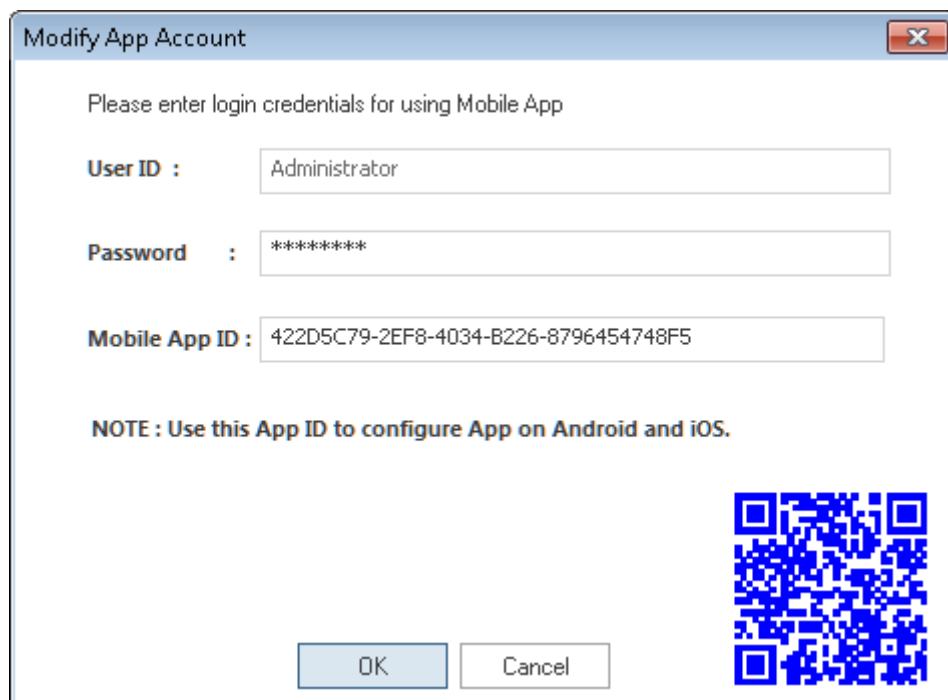 Modify App Account
Please enter login credentials for using Mobile App
User ID :
Administrator
Password :
********
Mobile App ID :
422D5C79-2EF8-4034-B226-8796454748F5
NOTE : Use this App ID to configure App on Android and iOS.
OK
Cancel